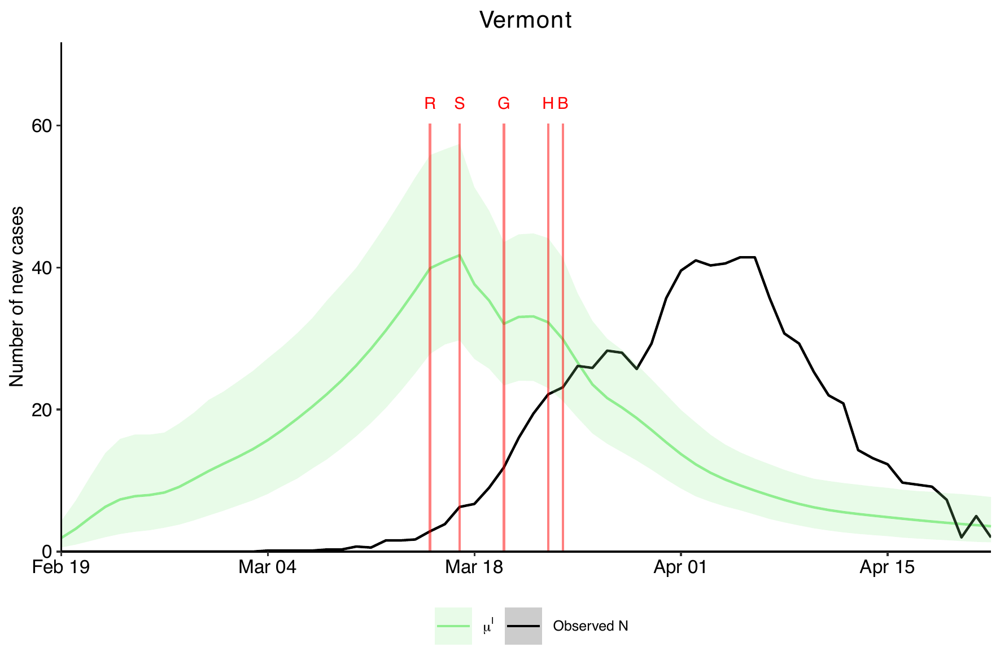 Vermont
R S G H B
Number of new cases
60
40
20
0
Feb 19 Mar 04 Mar 18 Apr 01 Apr 15
μᴵ Observed N